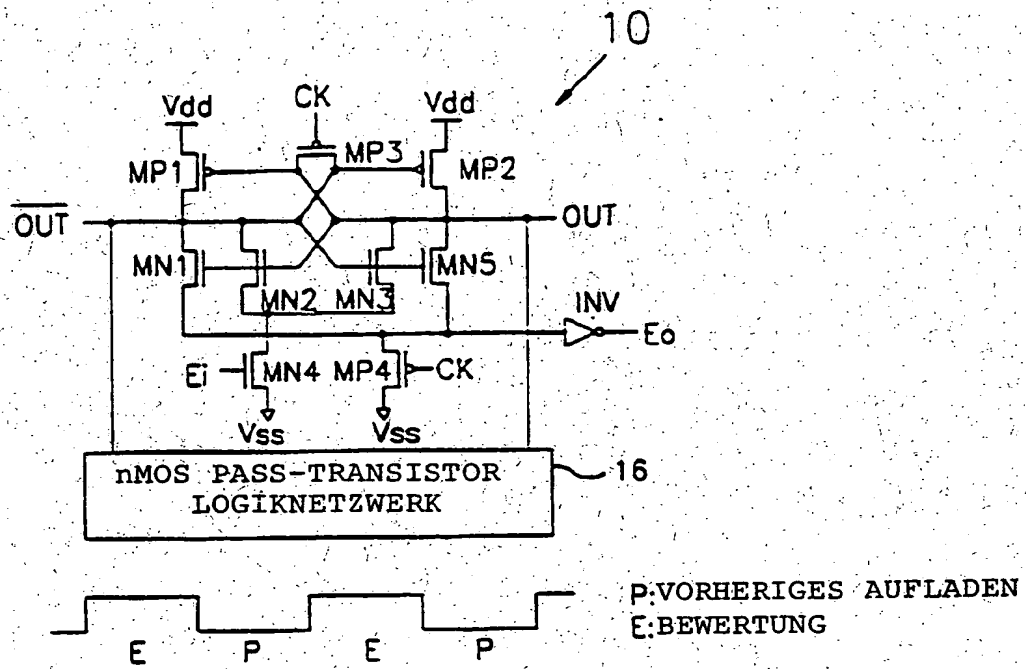 10
CK
Vdd
Vdd
MP1
MP3
MP2
OUT
OUT
MN1
MN2
MN3
MN5
INV
Eo
Ei
MN4
MP4
CK
Vss
Vss
nMOS PASS-TRANSISTOR
LOGIKNETZWERK
16
P:VORHERIGES AUFLADEN
E:BEWERTUNG
E
P
E
P